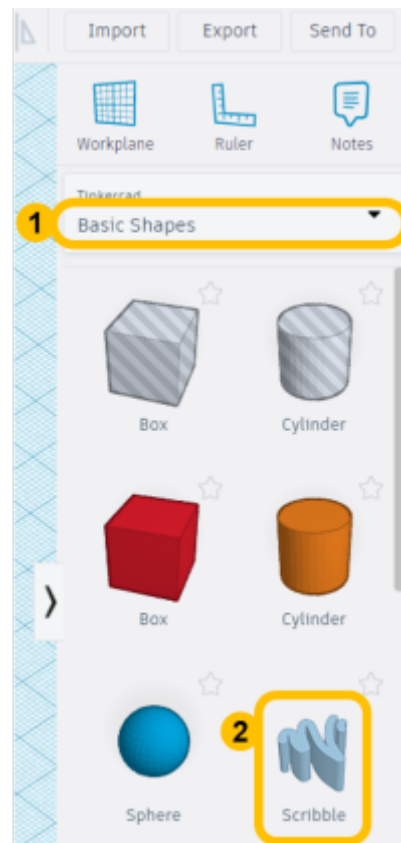 Import Export Send To
Workplane Ruler Notes
Tinkercad
1 Basic Shapes
Box Cylinder
Box Cylinder
2
Sphere Scribble